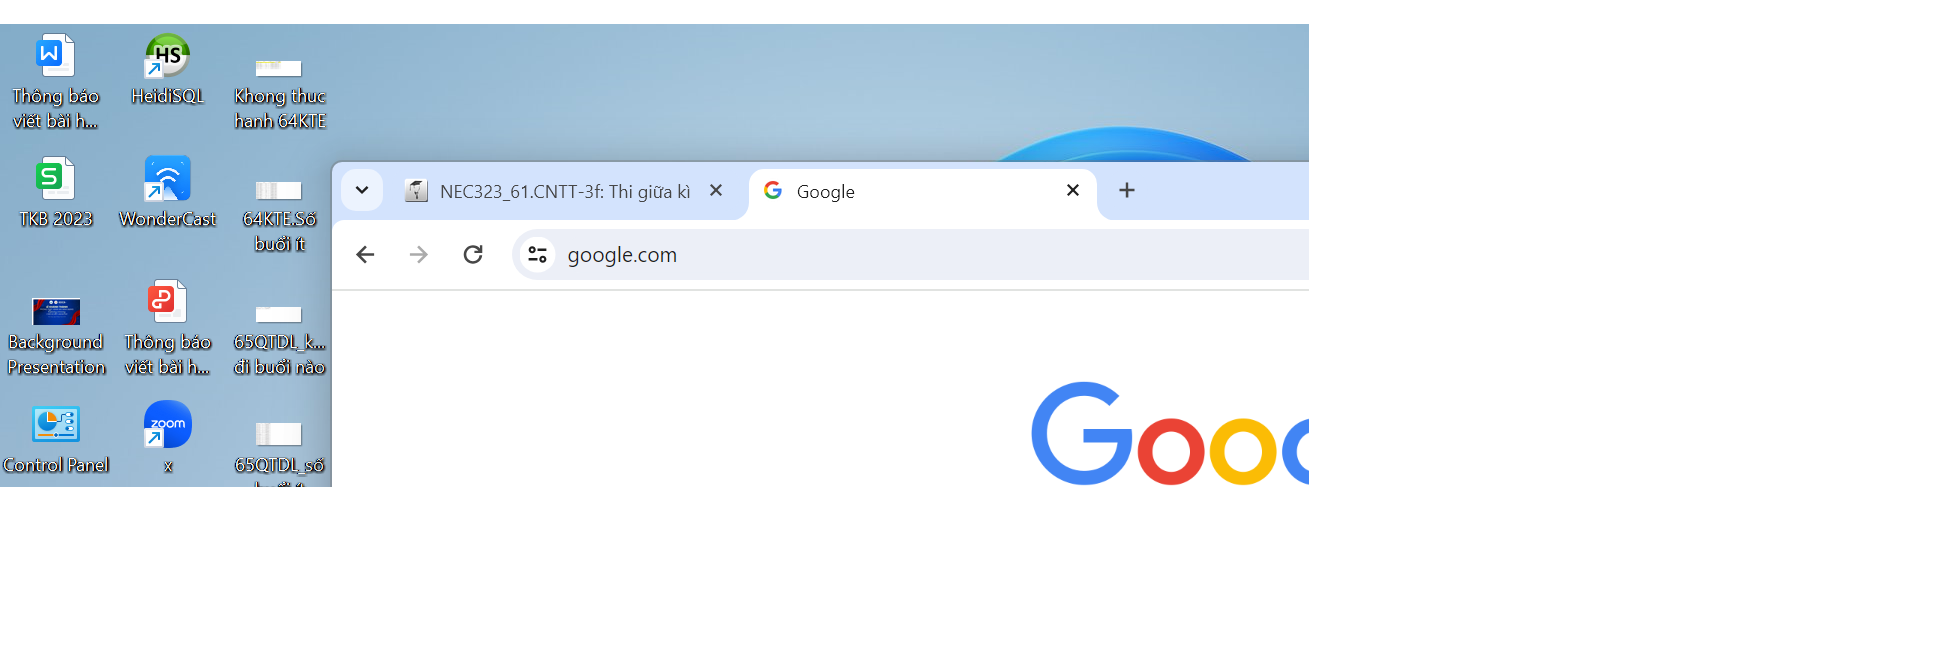 Thông báo
viết bài h...
HeidiSQL
Khong thuc
hanh 64KTE
TKB 2023
WonderCast
64KTE.Số
buổi ít
Background
Presentation
Thông báo
viết bài h...
65QTDL_k...
đi buổi nào
Control Panel
zoom
x
65QTDL_số
NEC323_61.CNTT-3f: Thi giữa kì
Google
google.com
Goo